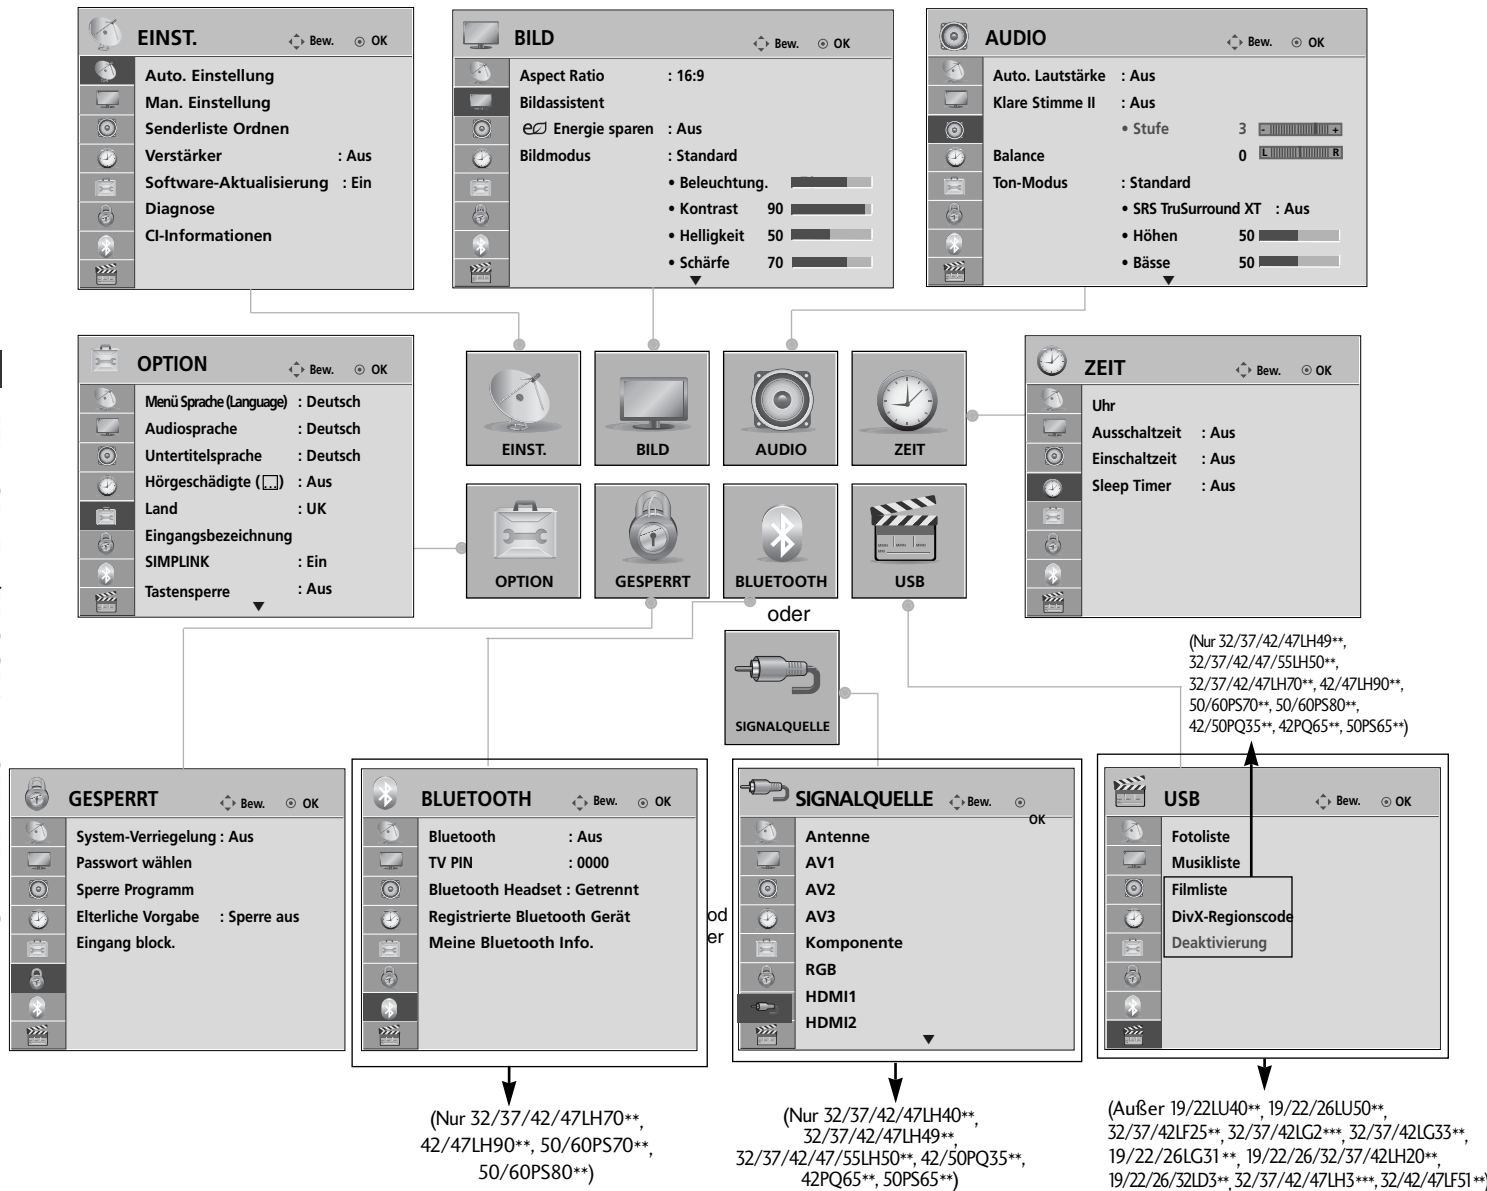 EINST.
Bew. OK
Auto. Einstellung
Man. Einstellung
Senderliste Ordnen
Verstärker : Aus
Software-Aktualisierung : Ein
Diagnose
CI-Informationen
BILD
Bew. OK
Aspect Ratio : 16:9
Bildassistent
Energie sparen : Aus
Bildmodus : Standard
• Beleuchtung.
• Kontrast 90
• Helligkeit 50
• Schärfe 70
AUDIO
Bew. OK
Auto. Lautstärke : Aus
Klare Stimme II : Aus
• Stufe 3 - +
Balance 0 L R
Ton-Modus : Standard
• SRS TruSurround XT : Aus
• Höhen 50
• Bässe 50
OPTION
Bew. OK
Menü Sprache (Language) : Deutsch
Audiosprache : Deutsch
Untertitelsprache : Deutsch
Hörgeschädigte ( ) : Aus
Land : UK
Eingangsbezeichnung
SIMPLINK : Ein
Tastensperre : Aus
EINST.
BILD
AUDIO
ZEIT
OPTION
GESPERRT
BLUETOOTH
USB
oder
SIGNALQUELLE
ZEIT
Bew. OK
Uhr
Ausschaltzeit : Aus
Einschaltzeit : Aus
Sleep Timer : Aus
(Nur 32/37/42/47LH49**,
32/37/42/47/55LH50**,
32/37/42/47LH70**, 42/47LH90**,
50/60PS70**, 50/60PS80**,
42/50PQ35**, 42PQ65**, 50PS65**)
GESPERRT
Bew. OK
System-Verriegelung : Aus
Passwort wählen
Sperre Programm
Elterliche Vorgabe : Sperre aus
Eingang block.
BLUETOOTH
Bew. OK
Bluetooth : Aus
TV PIN : 0000
Bluetooth Headset : Getrennt
Registrierte Bluetooth Gerät
Meine Bluetooth Info.
od
er
SIGNALQUELLE
Bew.
OK
Antenne
AV1
AV2
AV3
Komponente
RGB
HDMI1
HDMI2
USB
Bew. OK
Fotoliste
Musikliste
Filmliste
DivX-Regionscode
Deaktivierung
(Nur 32/37/42/47LH70**,
42/47LH90**, 50/60PS70**,
50/60PS80**)
(Nur 32/37/42/47LH40**,
32/37/42/47LH49**,
32/37/42/47/55LH50**, 42/50PQ35**,
42PQ65**, 50PS65**)
(Außer 19/22LU40**, 19/22/26LU50**,
32/37/42LF25**, 32/37/42LG2***, 32/37/42LG33**,
19/22/26LG31**, 19/22/26/32/37/42LH20**,
19/22/26/32LD3**, 32/37/42/47LH3***, 32/42/47LF51**)